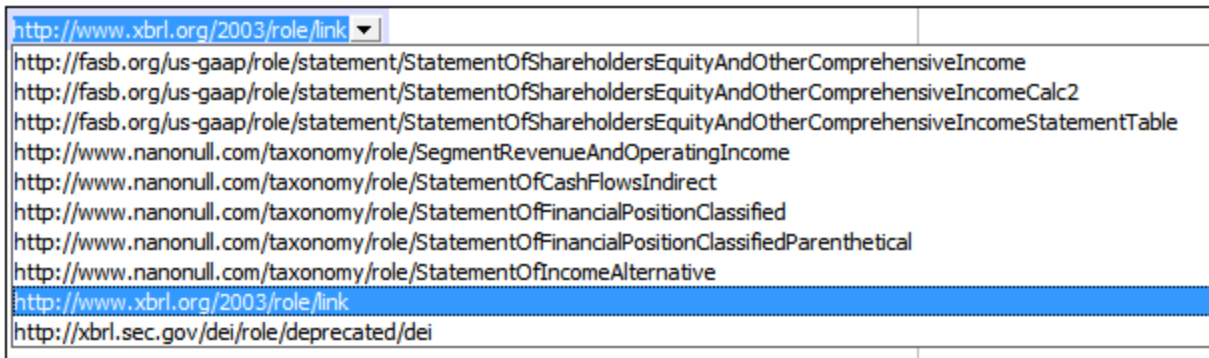 http://www.xbrl.org/2003/role/link
http://fasb.org/us-gaap/role/statement/StatementOfShareholdersEquityAndOtherComprehensiveIncome
http://fasb.org/us-gaap/role/statement/StatementOfShareholdersEquityAndOtherComprehensiveIncomeCalc2
http://fasb.org/us-gaap/role/statement/StatementOfShareholdersEquityAndOtherComprehensiveIncomeStatementTable
http://www.nanonull.com/taxonomy/role/SegmentRevenueAndOperatingIncome
http://www.nanonull.com/taxonomy/role/StatementOfCashFlowsIndirect
http://www.nanonull.com/taxonomy/role/StatementOfFinancialPositionClassified
http://www.nanonull.com/taxonomy/role/StatementOfFinancialPositionClassifiedParenthetical
http://www.nanonull.com/taxonomy/role/StatementOfIncomeAlternative
http://www.xbrl.org/2003/role/link
http://xbrl.sec.gov/dei/role/deprecated/dei